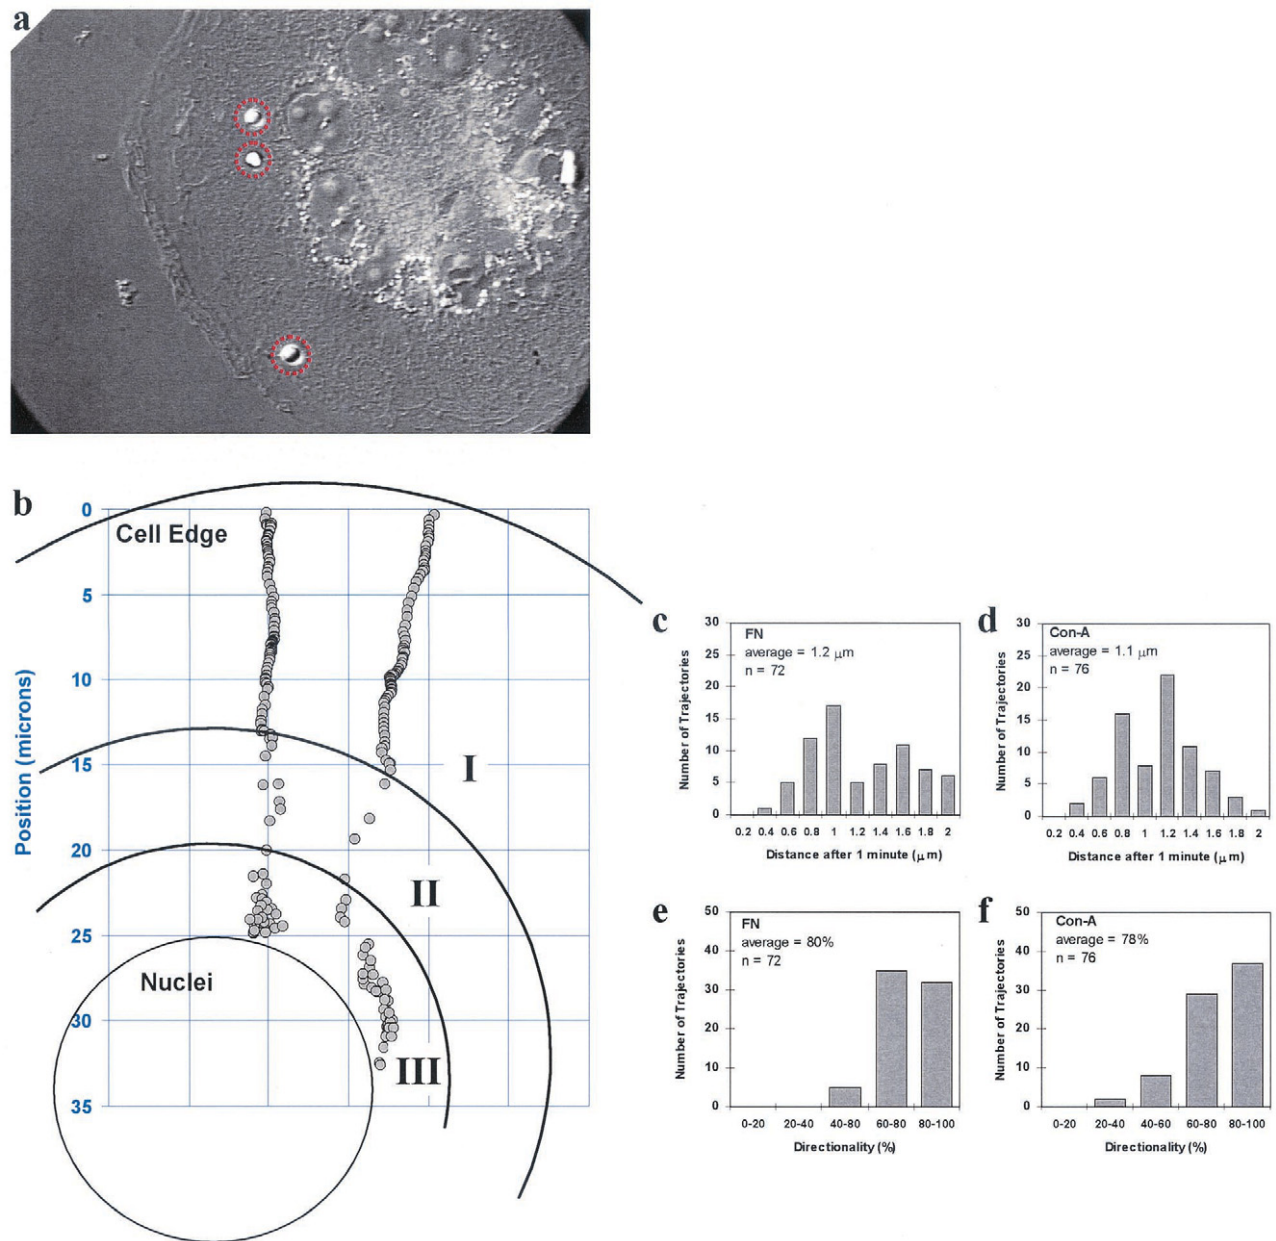 a
b
0
Cell Edge
5
10
15
20
25
30
35
Position (microns)
I
II
III
Nuclei
c
FN
average = 1.2 μm
n = 72
30
25
20
15
10
5
0
0.2 0.4 0.6 0.8 1 1.2 1.4 1.6 1.8 2
Distance after 1 minute (μm)
Number of Trajectories
d
Con-A
average = 1.1 μm
n = 76
30
25
20
15
10
5
0
0.2 0.4 0.6 0.8 1 1.2 1.4 1.6 1.8 2
Distance after 1 minute (μm)
Number of Trajectories
e
FN
average = 80%
n = 72
50
40
30
20
10
0
0-20 20-40 40-80 60-80 80-100
Directionality (%)
Number of Trajectories
f
Con-A
average = 78%
n = 76
50
40
30
20
10
0
0-20 20-40 40-60 60-80 80-100
Directionality (%)
Number of Trajectories